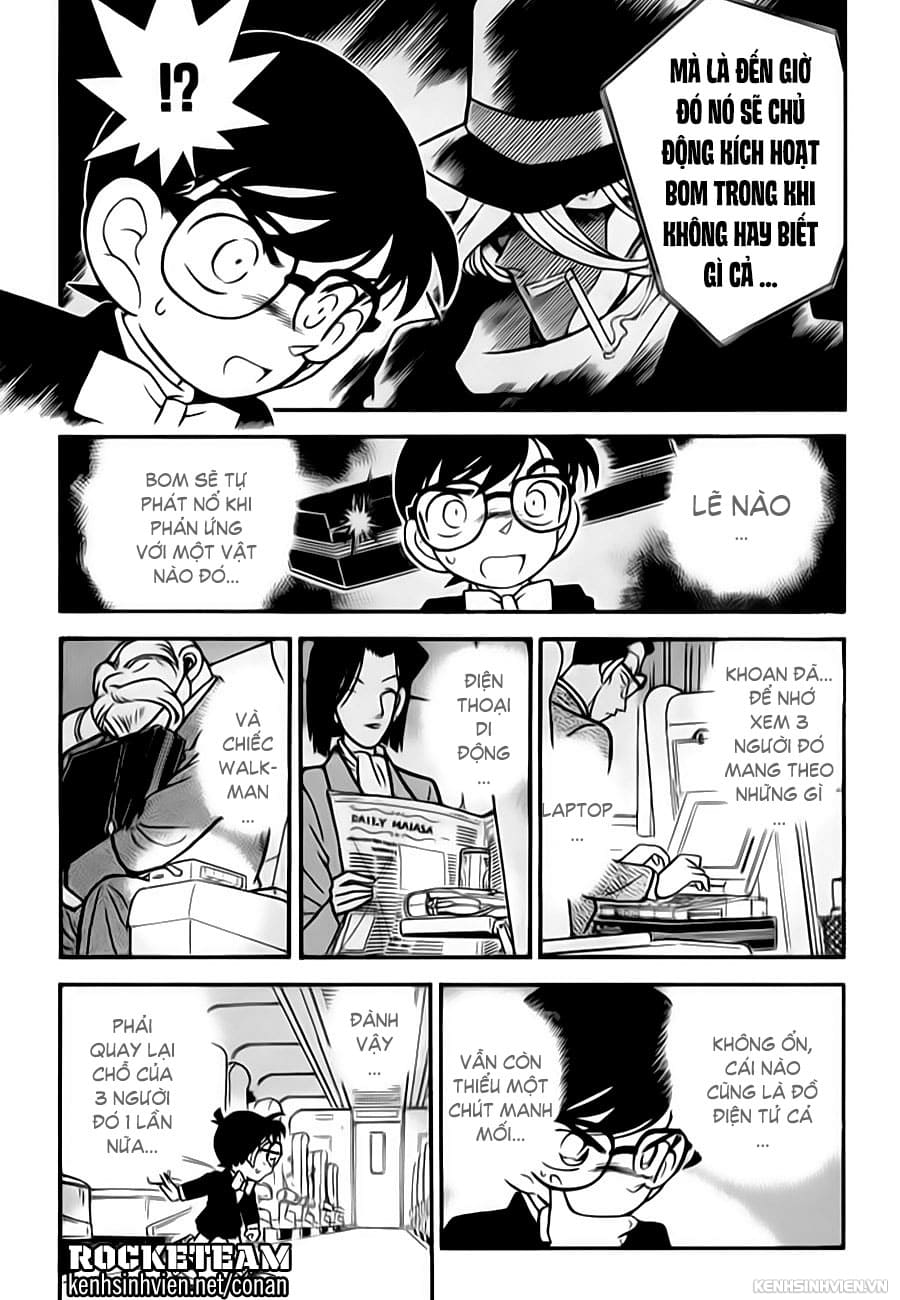 !?
MÀ LÀ ĐẾN GIỜ
ĐÓ NÓ SẼ CHỦ
ĐỘNG KÍCH HOẠT
BOM TRONG KHI
KHÔNG HAY BIẾT
GÌ CẢ ...
LẼ NÀO
...
BOM SẼ TỰ
PHÁT NỔ KHI
PHẢN ỨNG
VỚI MỘT VẬT
NÀO ĐÓ...
KHOAN ĐÃ...
ĐỂ NHỚ
XEM 3
NGƯỜI ĐÓ
MANG THEO
NHỮNG GÌ
...
LAPTOP...
ĐIỆN
THOẠI
DI
ĐỘNG
...
DAILY MAIASA
VÀ
CHIẾC
WALK-
MAN
...
KHÔNG ỔN,
CÁI NÀO
CŨNG LÀ ĐỒ
ĐIỆN TỬ CẢ
...
VẪN CÒN
THIẾU MỘT
CHÚT MANH
MỐI...
ĐÀNH
VẬY
...
PHẢI
QUAY LẠI
CHỖ CỦA
3 NGƯỜI
ĐÓ 1 LẦN
NỮA...
ROCKETEAM
kenhsinhvien.net/conan
KENHSINHVIEN.VN